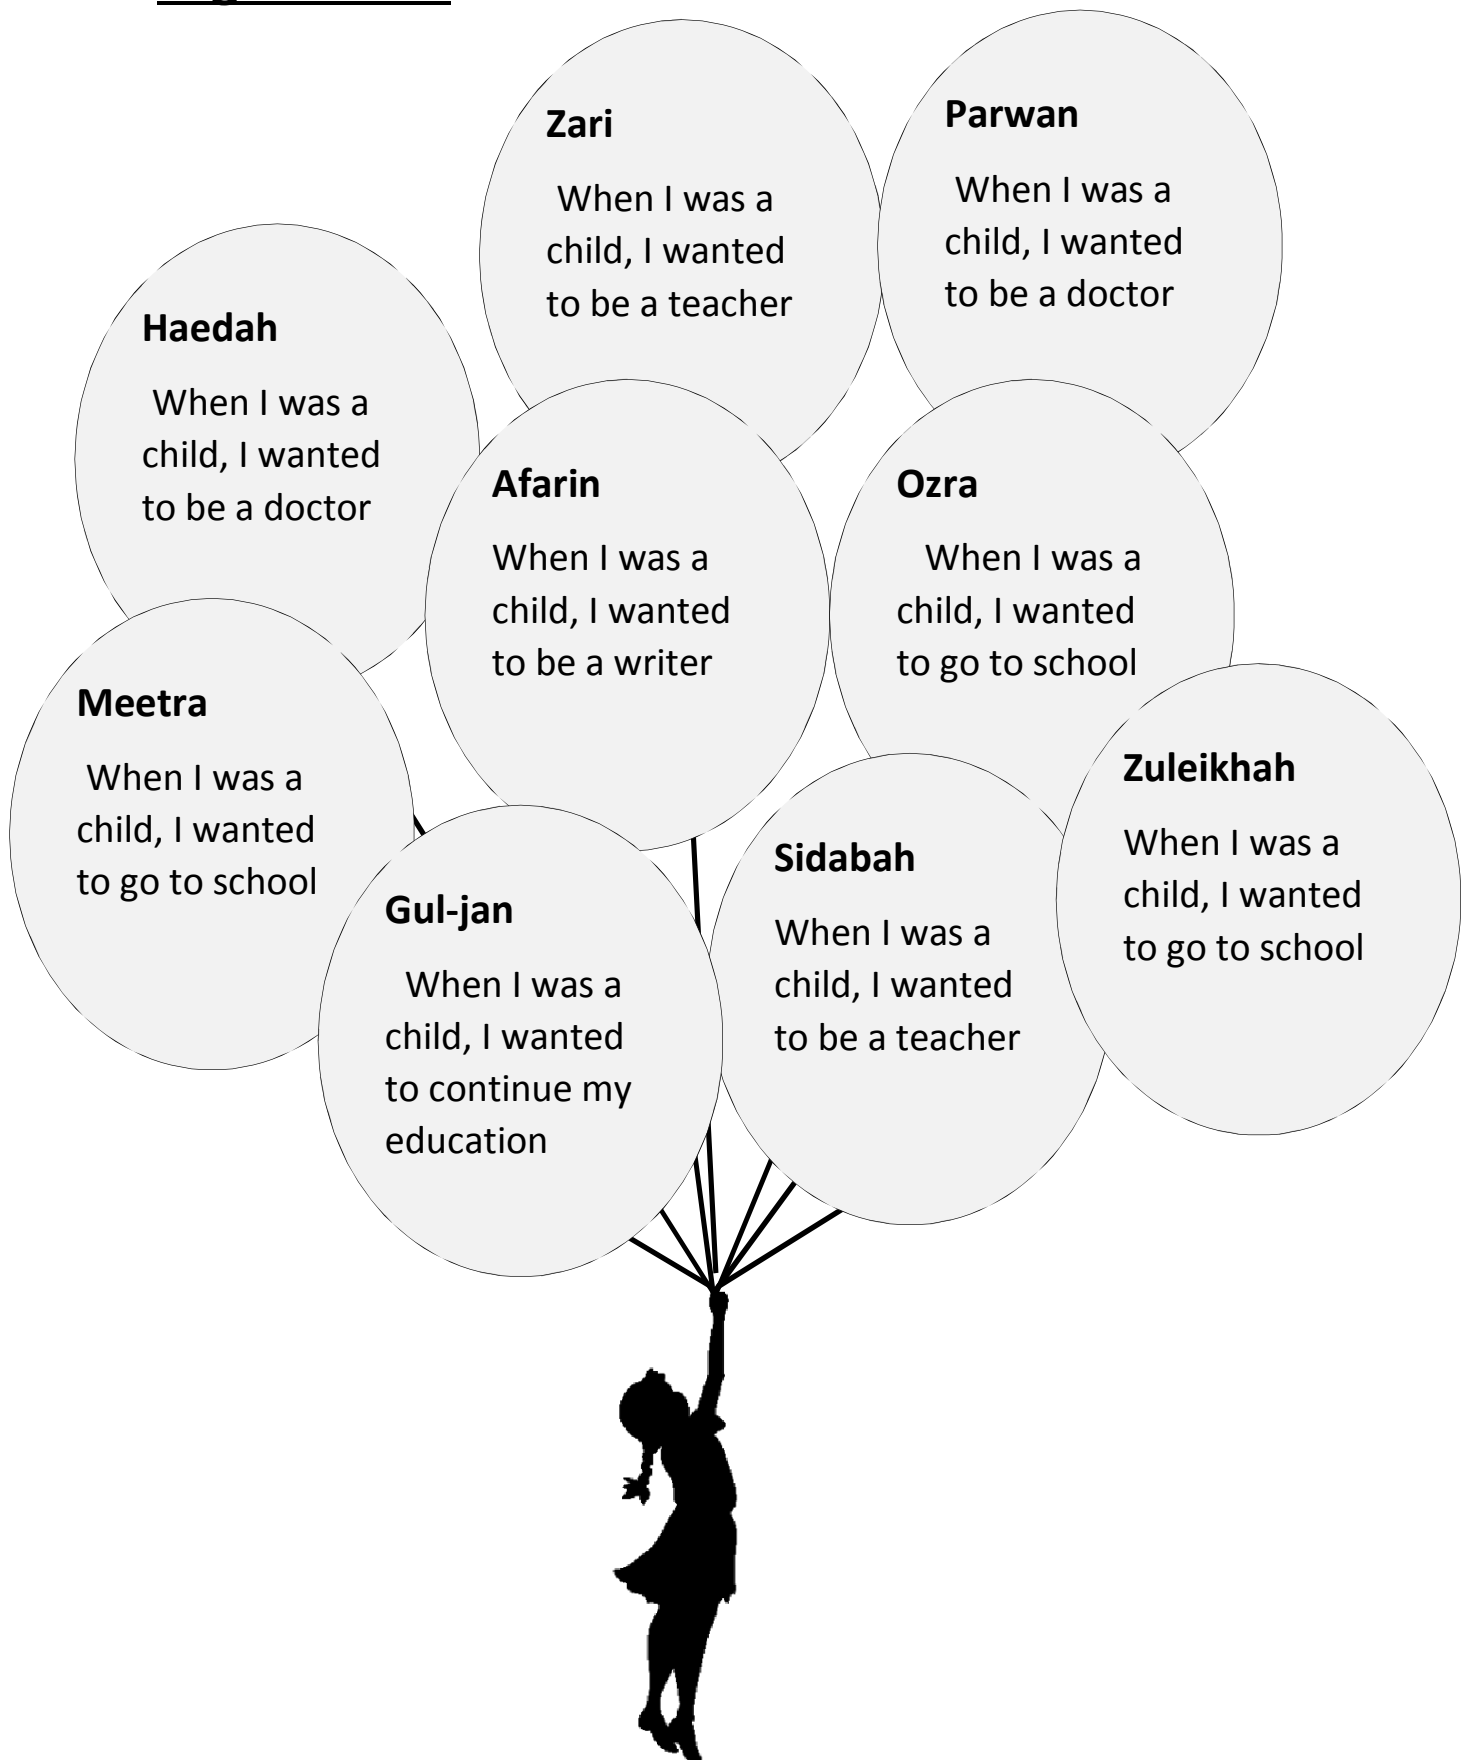 Zari
When I was a
child, I wanted
to be a teacher
Parwan
When I was a
child, I wanted
to be a doctor
Haedah
When I was a
child, I wanted
to be a doctor
Afarin
When I was a
child, I wanted
to be a writer
Ozra
When I was a
child, I wanted
to go to school
Meetra
When I was a
child, I wanted
to go to school
Zuleikhah
When I was a
child, I wanted
to go to school
Sidabah
When I was a
child, I wanted
to be a teacher
Gul-jan
When I was a
child, I wanted
to continue my
education